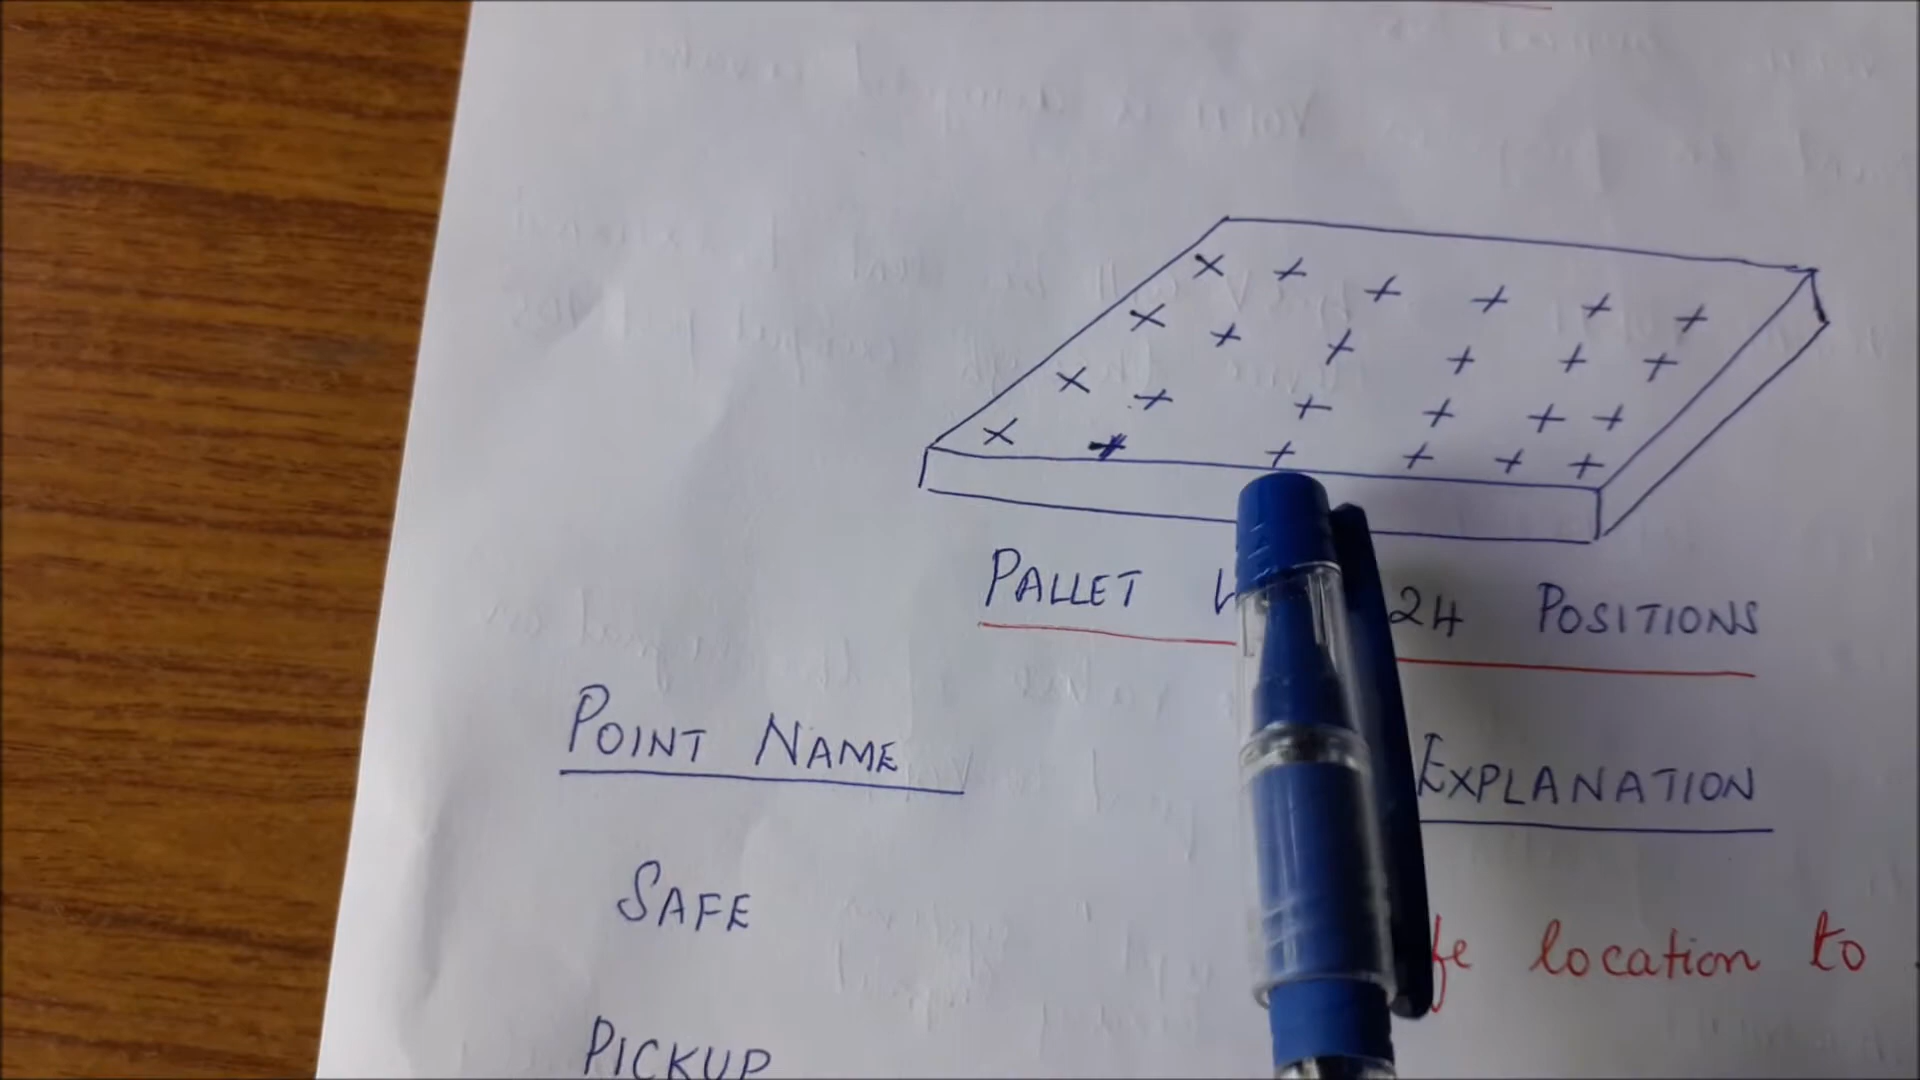 PALLET 24 POSITIONS
POINT NAME EXPLANATION
SAFE location to
PICKUP